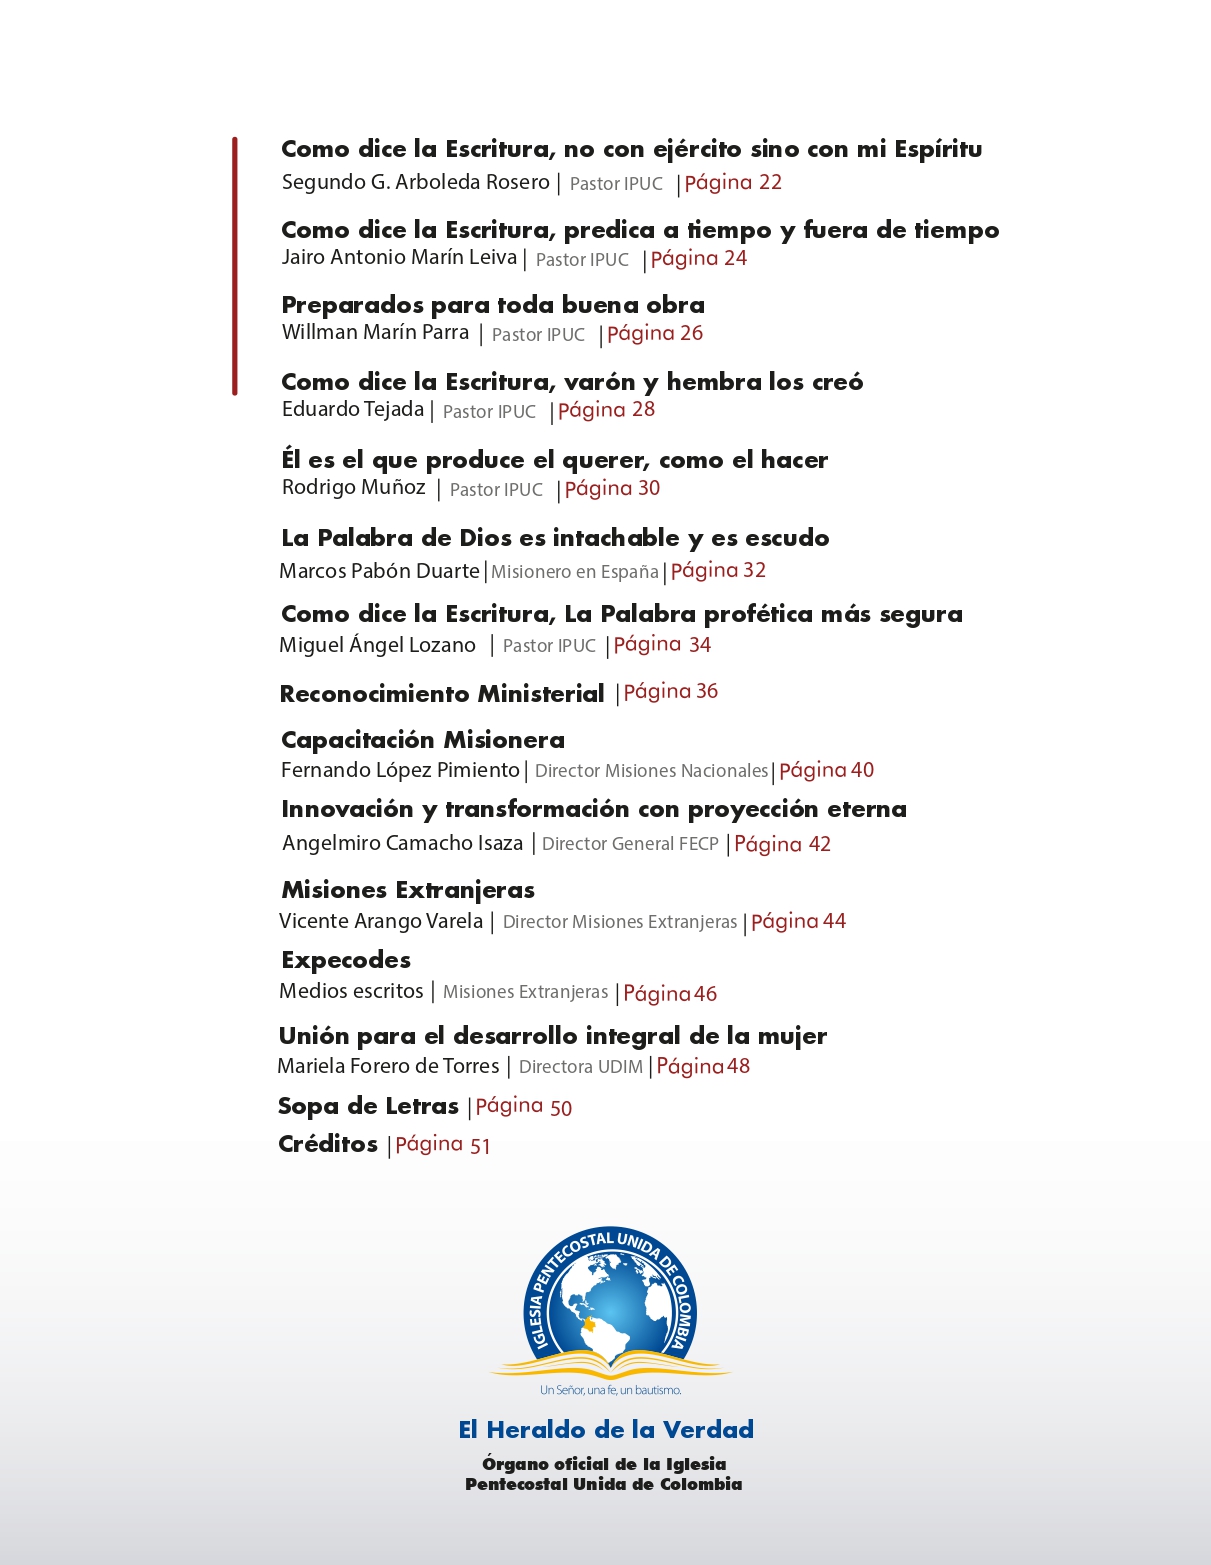 Como dice la Escritura, no con ejército sino con mi Espíritu
Segundo G. Arboleda Rosero | Pastor IPUC | Página 22
Como dice la Escritura, predica a tiempo y fuera de tiempo
Jairo Antonio Marín Leiva | Pastor IPUC | Página 24
Preparados para toda buena obra
Willman Marín Parra | Pastor IPUC | Página 26
Como dice la Escritura, varón y hembra los creó
Eduardo Tejada | Pastor IPUC | Página 28
Él es el que produce el querer, como el hacer
Rodrigo Muñoz | Pastor IPUC | Página 30
La Palabra de Dios es intachable y es escudo
Marcos Pabón Duarte | Misionero en España | Página 32
Como dice la Escritura, La Palabra profética más segura
Miguel Ángel Lozano | Pastor IPUC | Página 34
Reconocimiento Ministerial | Página 36
Capacitación Misionera
Fernando López Pimiento | Director Misiones Nacionales | Página 40
Innovación y transformación con proyección eterna
Angelmiro Camacho Isaza | Director General FECP | Página 42
Misiones Extranjeras
Vicente Arango Varela | Director Misiones Extranjeras | Página 44
Expecodes
Medios escritos | Misiones Extranjeras | Página 46
Unión para el desarrollo integral de la mujer
Mariela Forero de Torres | Directora UDIM | Página 48
Sopa de Letras | Página 50
Créditos | Página 51
IGLESIA PENTECOSTAL UNIDA DE COLOMBIA
Un Señor, una fe, un bautismo.
El Heraldo de la Verdad
Órgano oficial de la Iglesia
Pentecostal Unida de Colombia